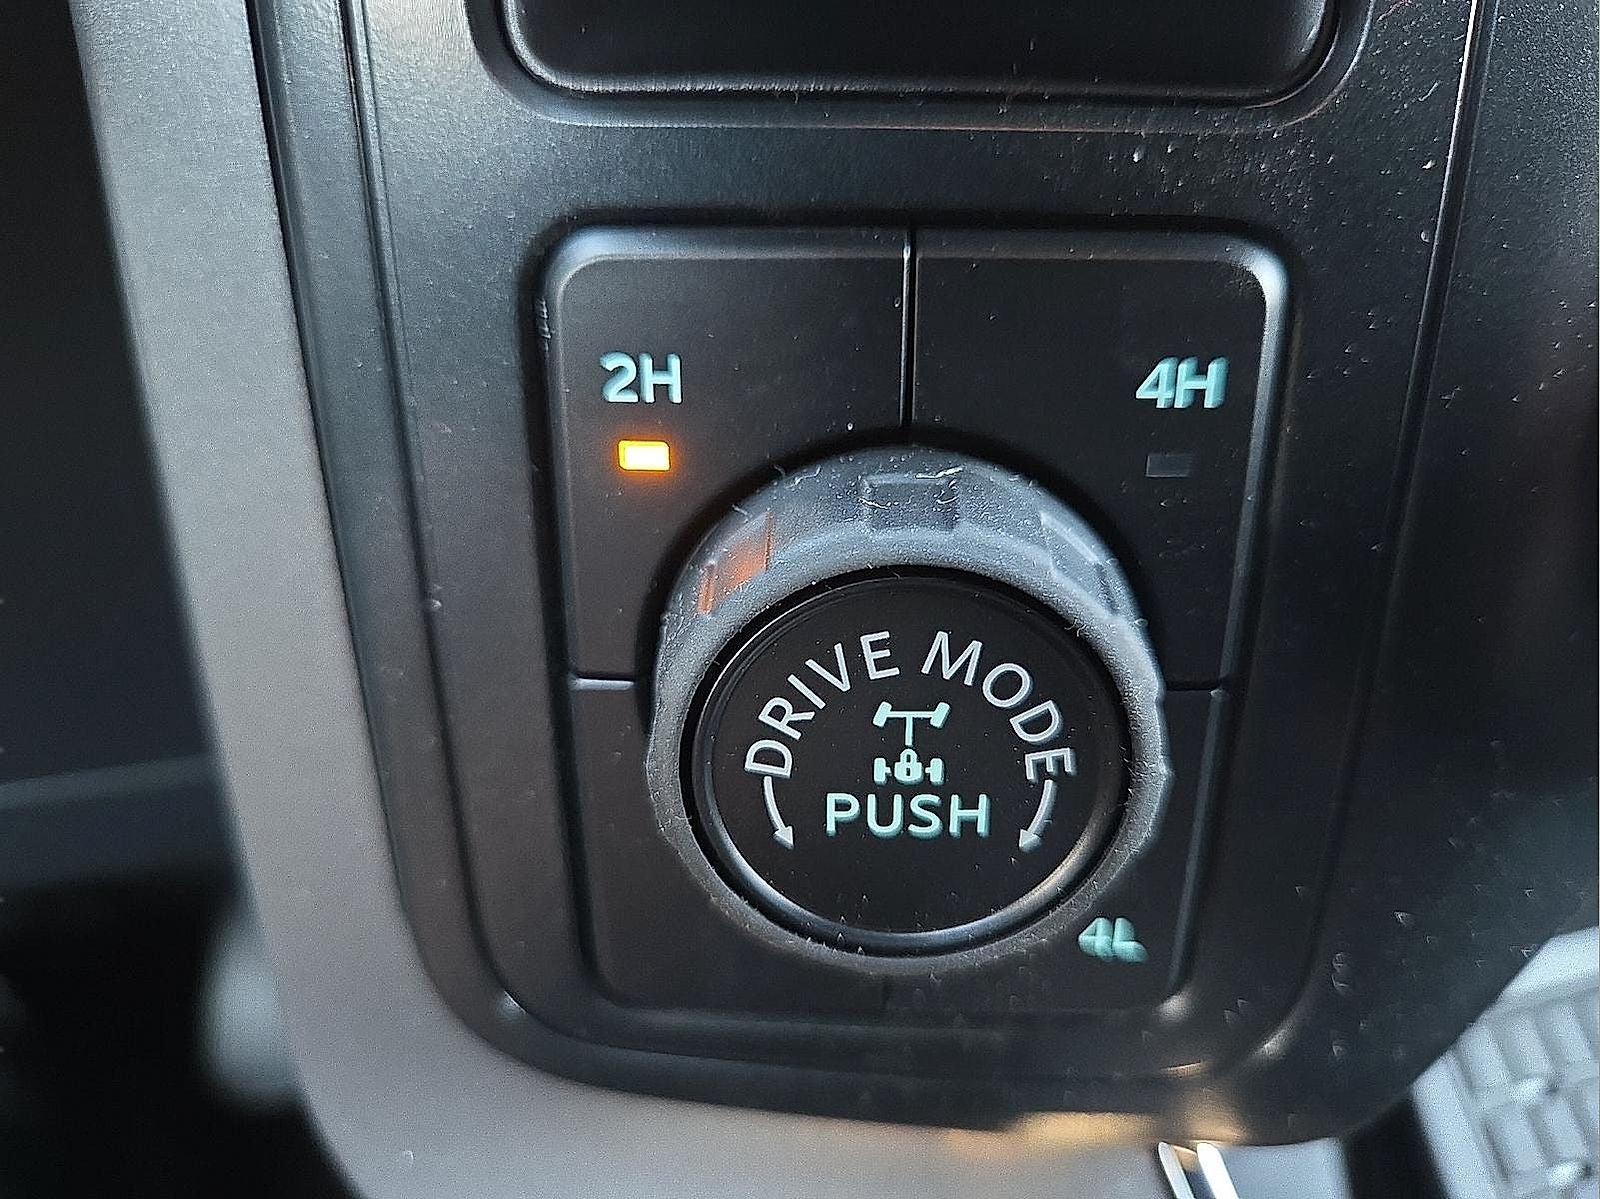 2H
4H
DRIVE MODE
PUSH
4L